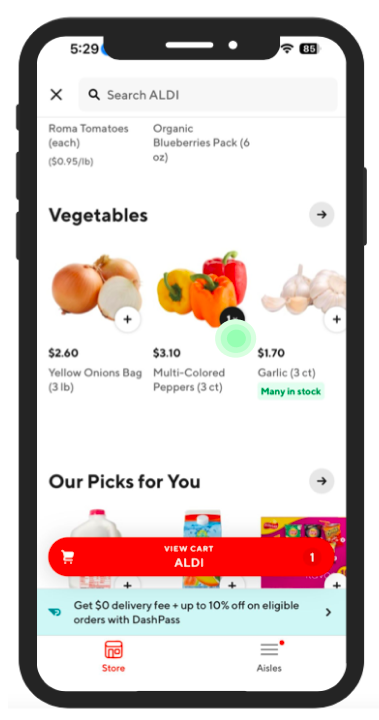 5:29
85
Search ALDI
Roma Tomatoes
(each)
($0.95/lb)
Organic
Blueberries Pack (6
oz)
Vegetables
$2.60
Yellow Onions Bag
(3 lb)
$3.10
Multi-Colored
Peppers (3 ct)
$1.70
Garlic (3 ct)
Many in stock
Our Picks for You
VIEW CART
ALDI
1
Get $0 delivery fee + up to 10% off on eligible
orders with DashPass
Store
Aisles